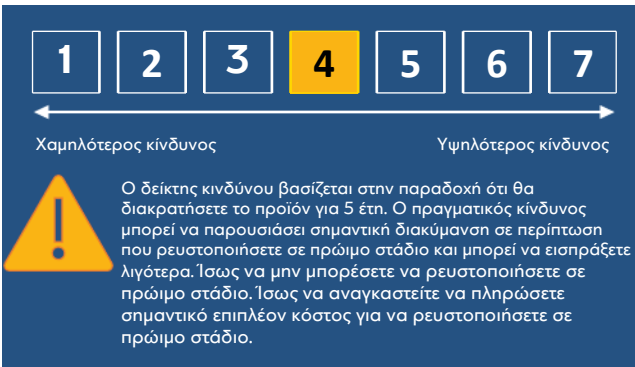 1 2 3 4 5 6 7
Χαμηλότερος κίνδυνος Υψηλότερος κίνδυνος
Ο δείκτης κινδύνου βασίζεται στην παραδοχή ότι θα
διακρατήσετε το προϊόν για 5 έτη. Ο πραγματικός κίνδυνος
μπορεί να παρουσιάσει σημαντική διακύμανση σε περίπτωση
που ρευστοποιήσετε σε πρώιμο στάδιο και μπορεί να εισπράξετε
λιγότερα. Ίσως να μην μπορέσετε να ρευστοποιήσετε σε
πρώιμο στάδιο. Ίσως να αναγκαστείτε να πληρώσετε
σημαντικό επιπλέον κόστος για να ρευστοποιήσετε σε
πρώιμο στάδιο.